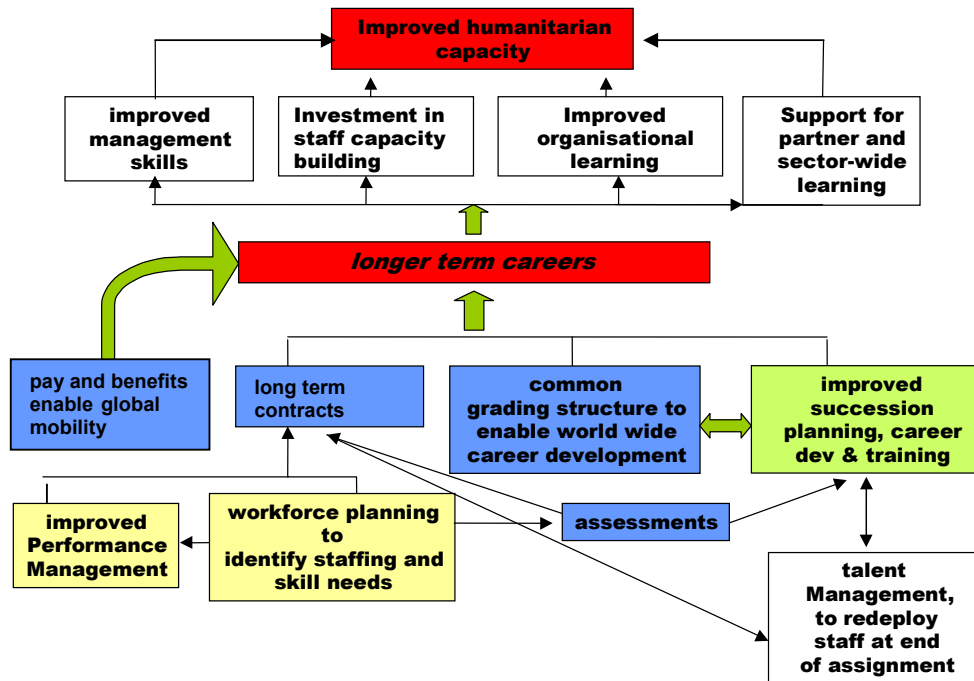 Improved humanitarian
capacity
improved
management
skills
Investment in
staff capacity
building
Improved
organisational
learning
Support for
partner and
sector-wide
learning
longer term careers
pay and benefits
enable global
mobility
long term
contracts
common
grading structure to
enable world wide
career development
improved
succession
planning, career
dev & training
improved
Performance
Management
workforce planning
to
identify staffing and
skill needs
assessments
talent
Management,
to redeploy
staff at end
of assignment